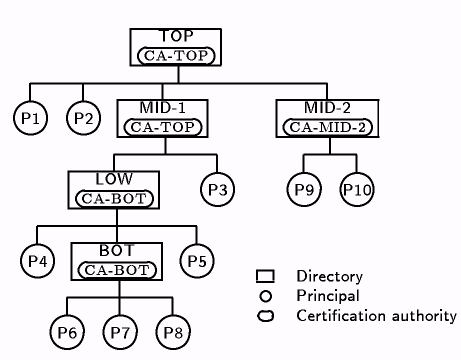 TOP
CA-TOP
P1
P2
MID-1
CA-TOP
MID-2
CA-MID-2
LOW
CA-BOT
P3
P9
P10
P4
BOT
CA-BOT
P5
Directory
Principal
Certification authority
P6
P7
P8